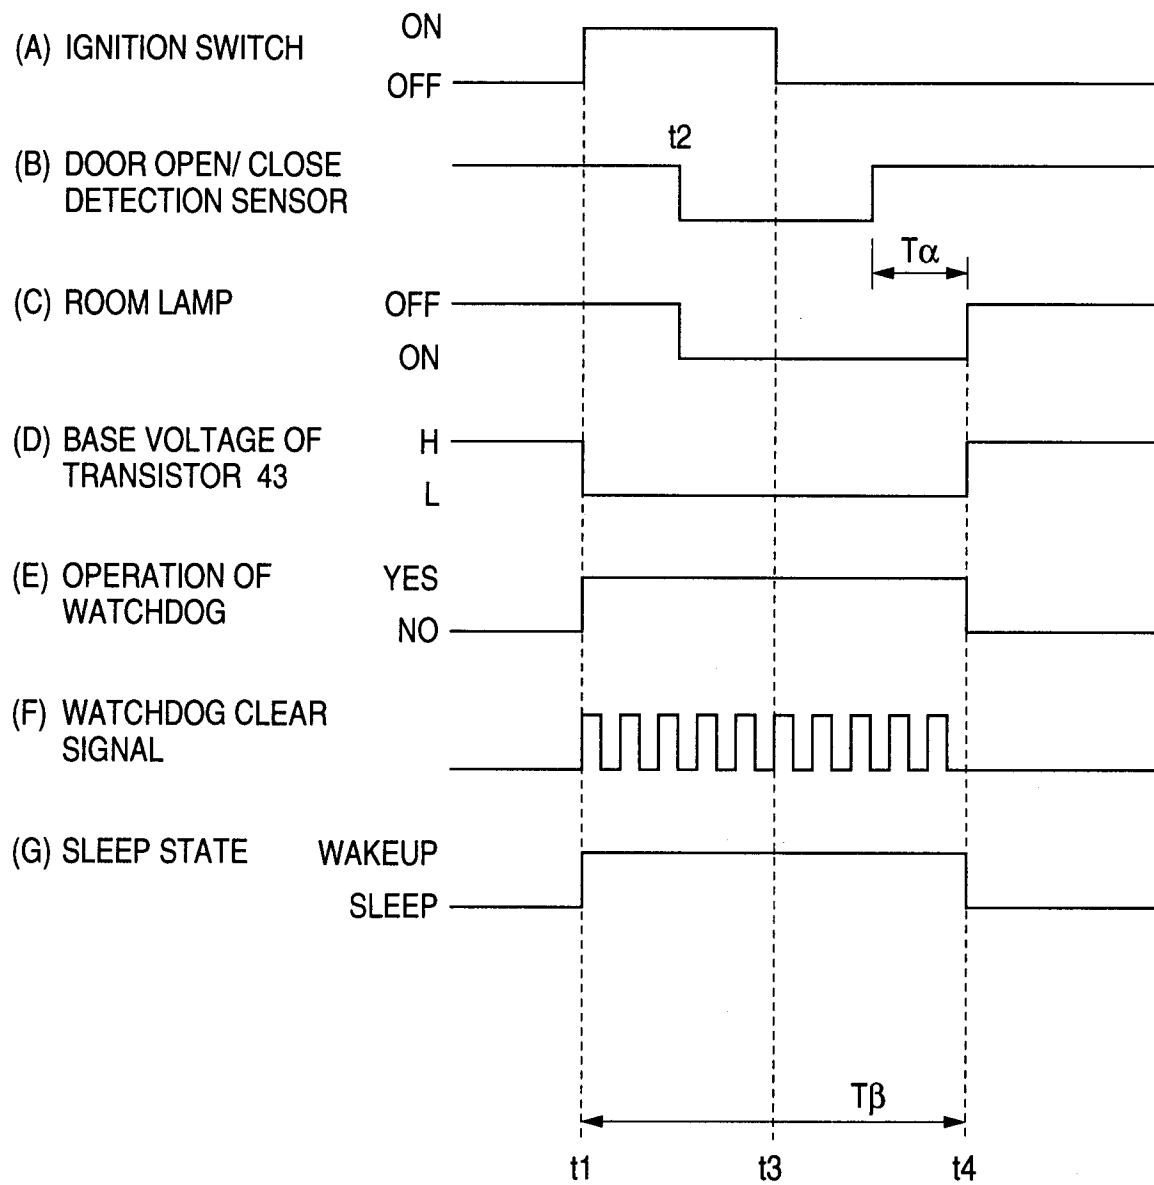 (A) IGNITION SWITCH
ON
OFF
(B) DOOR OPEN/ CLOSE
DETECTION SENSOR
t2
Tα
(C) ROOM LAMP
OFF
ON
(D) BASE VOLTAGE OF
TRANSISTOR 43
H
L
(E) OPERATION OF
WATCHDOG
YES
NO
(F) WATCHDOG CLEAR
SIGNAL
(G) SLEEP STATE
WAKEUP
SLEEP
Tβ
t1 t3 t4